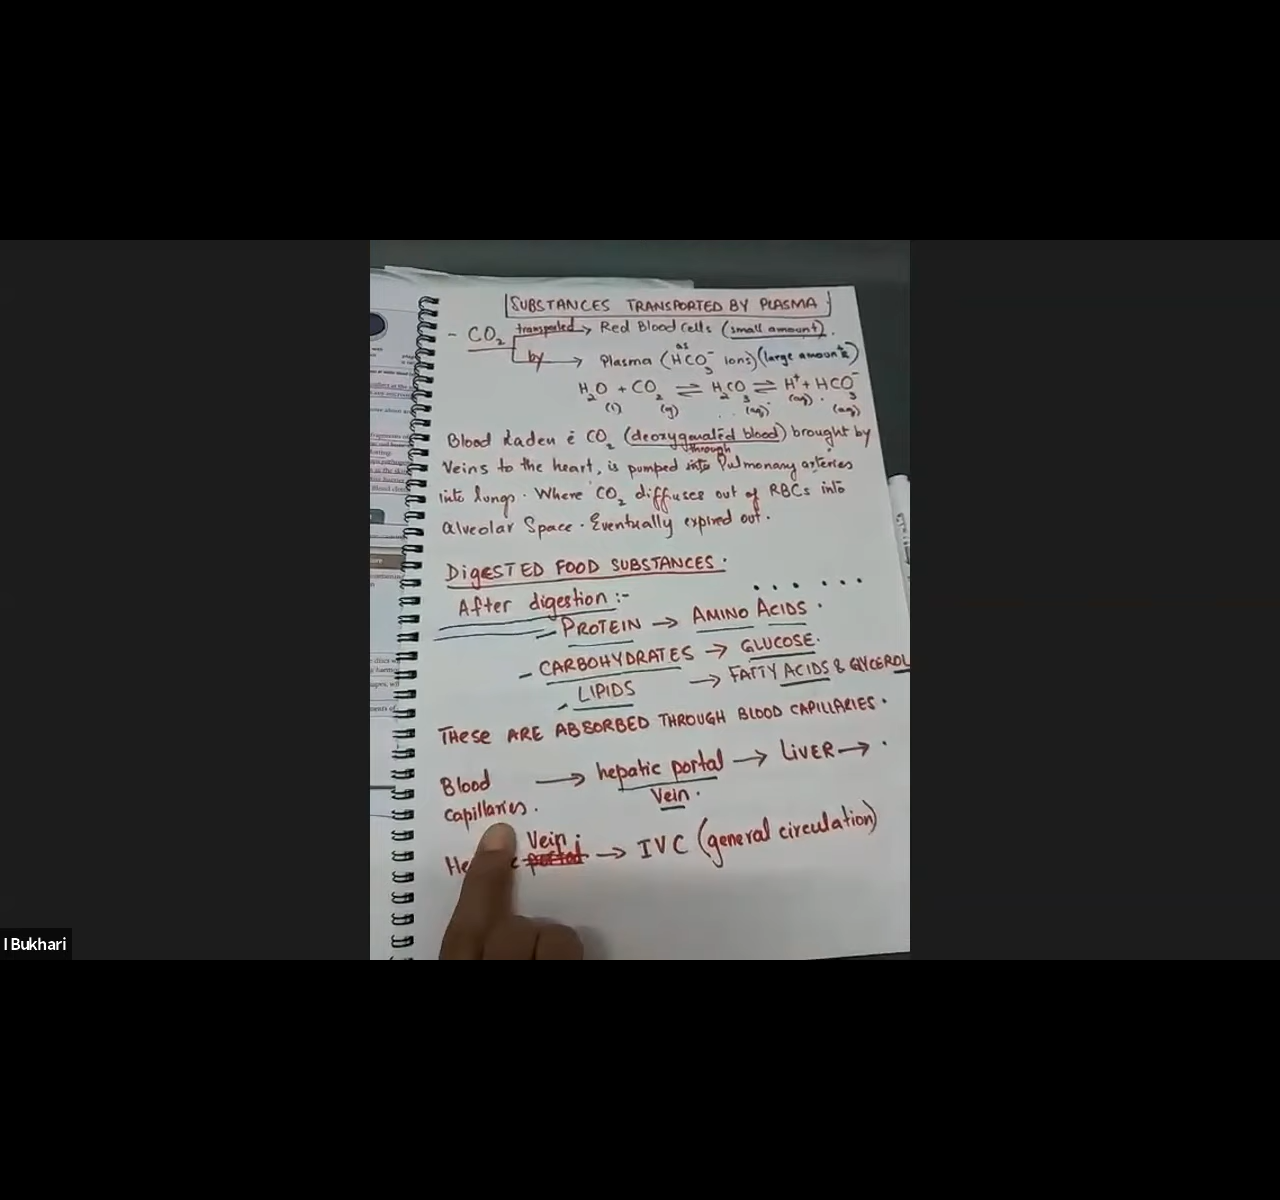 SUBSTANCES TRANSPORTED BY PLASMA
- CO₂ transported → Red Blood Cells (small amount).
by → Plasma (as HCO₃⁻ ions) (large amounts)
H₂O + CO₂ ⇌ H₂CO₃ ⇌ H⁺ + HCO₃⁻
(l) (g) (aq) (aq) (aq)
Blood Laden c̄ CO₂ (deoxygenated blood) brought by
Veins to the heart, is pumped through Pulmonary arteries
into lungs. Where CO₂ diffuses out of RBCs into
alveolar Space. Eventually expired out.
DIGESTED FOOD SUBSTANCES.
After digestion :-
- PROTEIN → AMINO ACIDS.
- CARBOHYDRATES → GLUCOSE.
- LIPIDS → FATTY ACIDS & GLYCEROL
THESE ARE ABSORBED THROUGH BLOOD CAPILLARIES.
Blood capillaries. → hepatic portal Vein. → LIVER →
Vein → IVC (general circulation)
I Bukhari